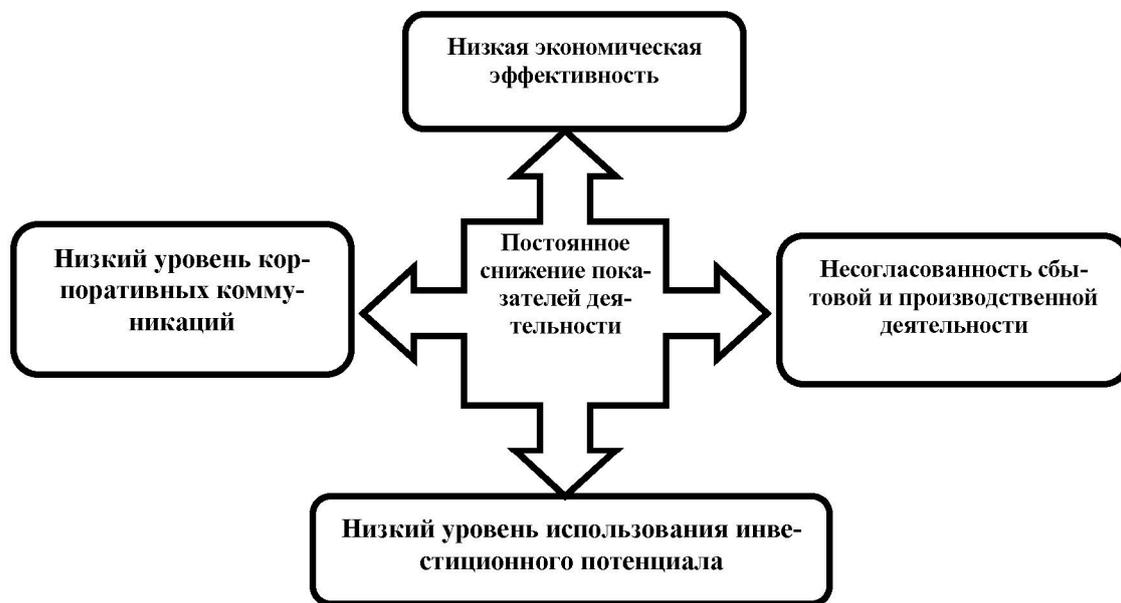 Низкая экономическая
эффективность
Низкий уровень кор-
поративных комму-
никаций
Постоянное
снижение пока-
зателей дея-
тельности
Несогласованность сбы-
товой и производственной
деятельности
Низкий уровень использования инве-
стиционного потенциала